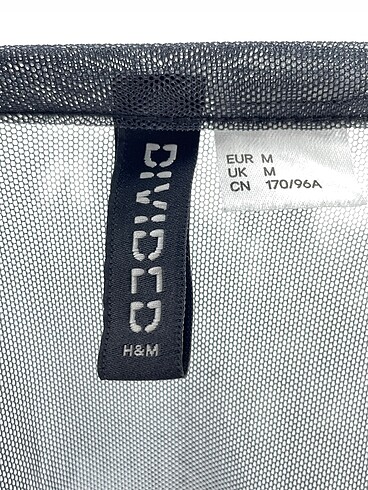 DIVIDED
H&M
EUR M
UK M
CN 170/96A